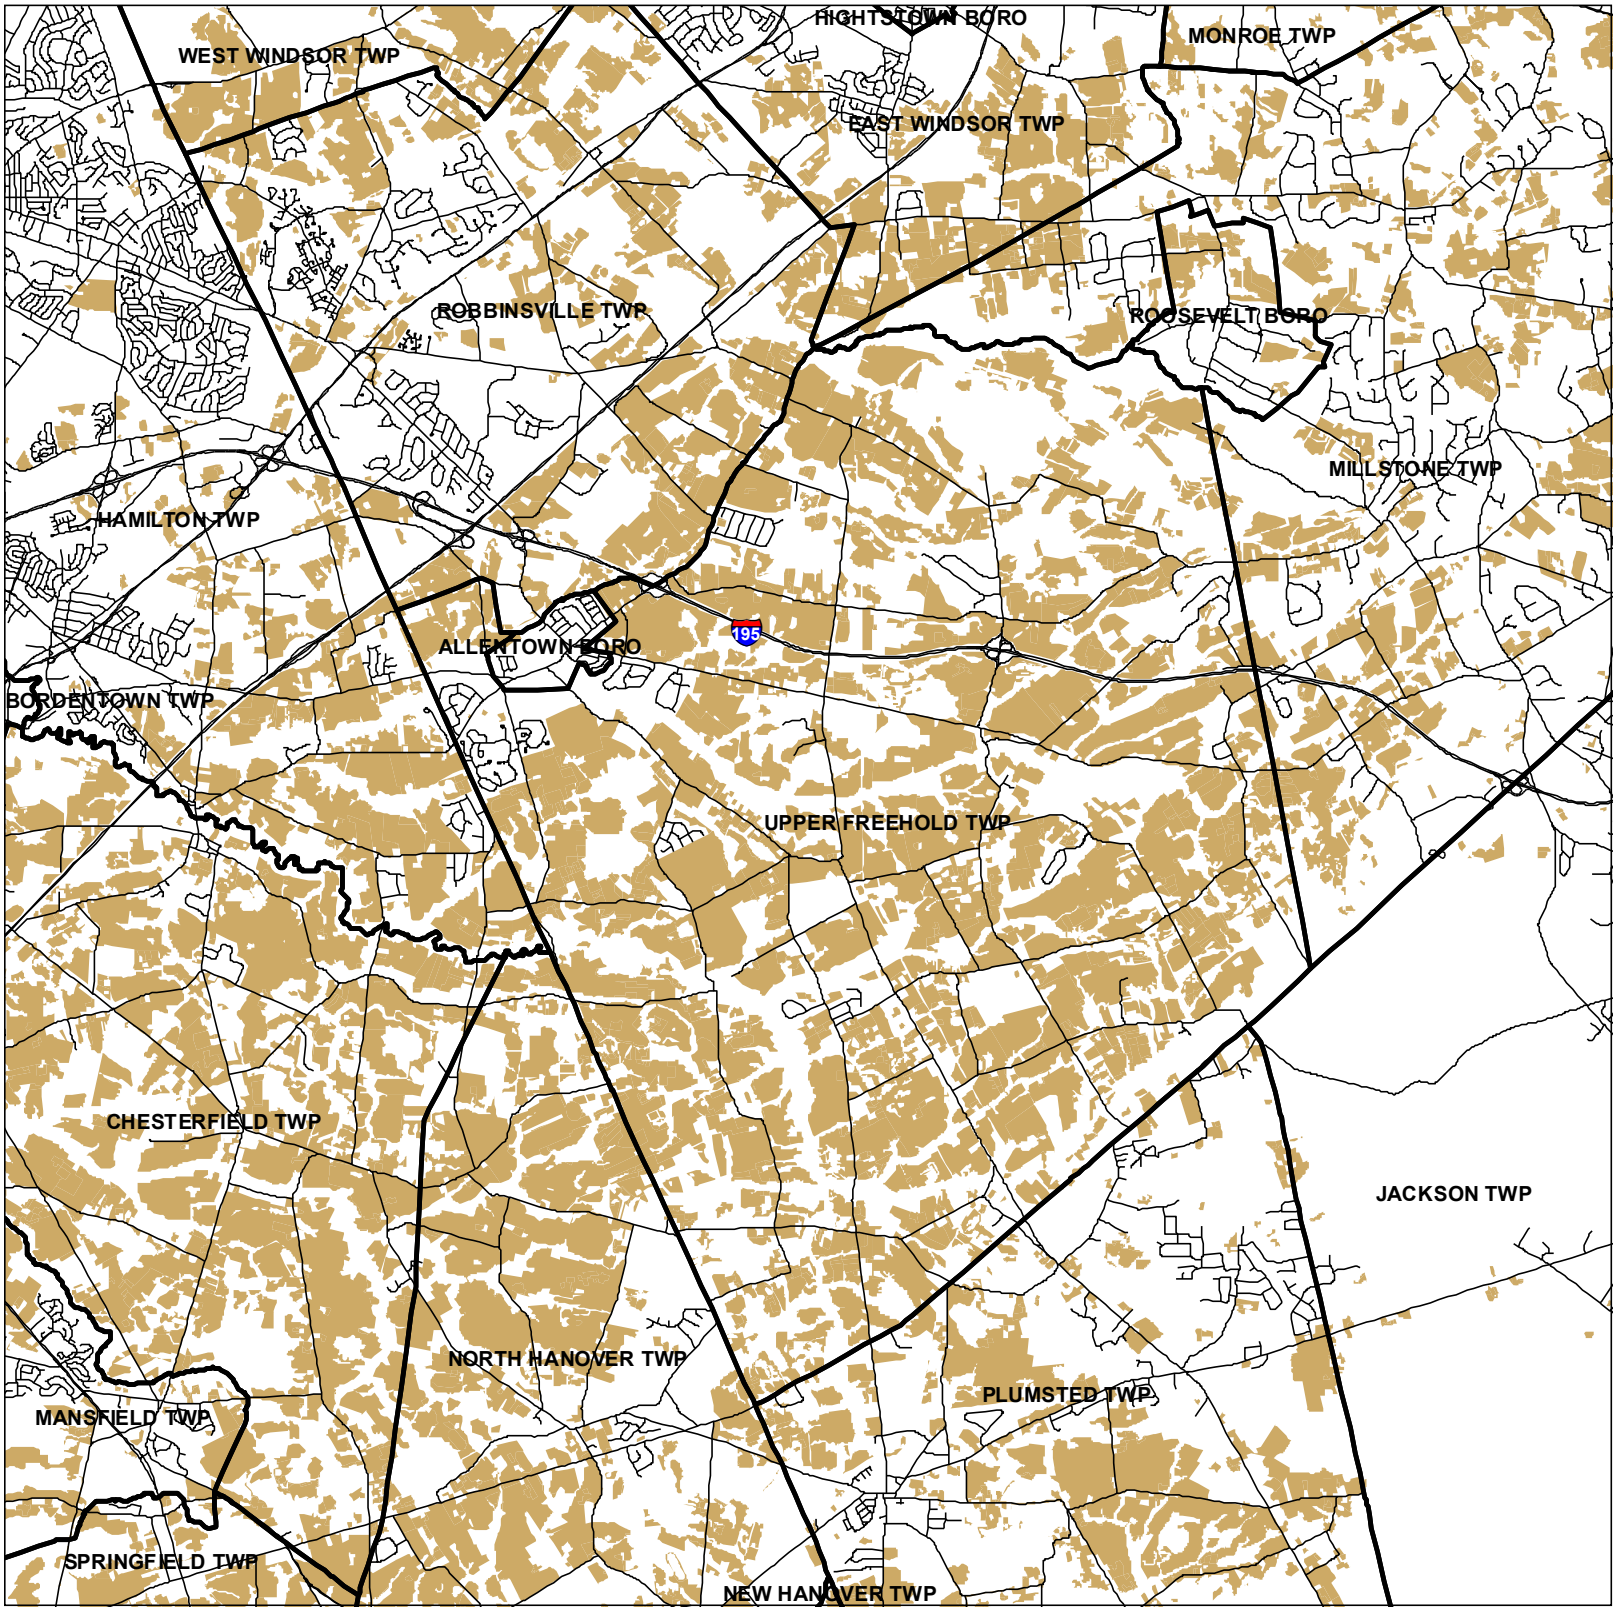 HIGHTSTOWN BORO
MONROE TWP
WEST WINDSOR TWP
EAST WINDSOR TWP
ROBBINSVILLE TWP
ROOSEVELT BORO
MILLSTONE TWP
HAMILTON TWP
195
ALLENTOWN BORO
BORDENTOWN TWP
UPPER FREEHOLD TWP
CHESTERFIELD TWP
JACKSON TWP
NORTH HANOVER TWP
PLUMSTED TWP
MANSFIELD TWP
SPRINGFIELD TWP
NEW HANOVER TWP